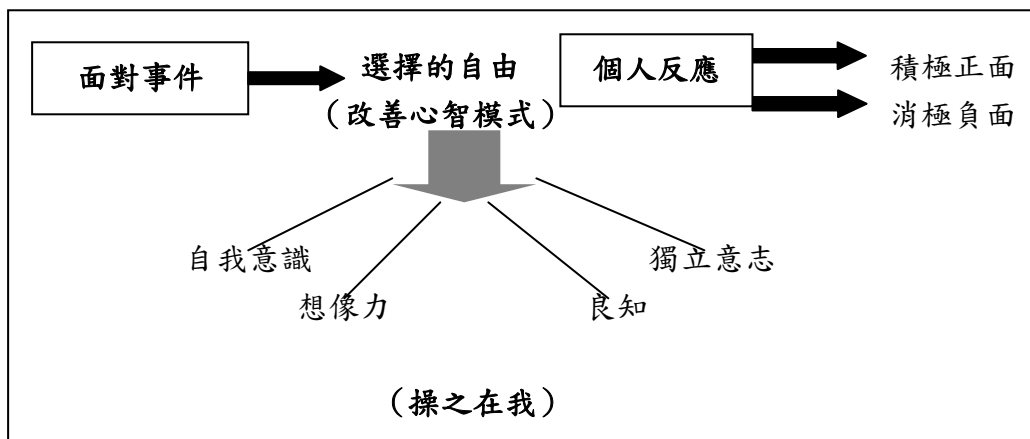 面對事件
選擇的自由
（改善心智模式）
個人反應
積極正面
消極負面
自我意識
想像力
良知
獨立意志
（操之在我）